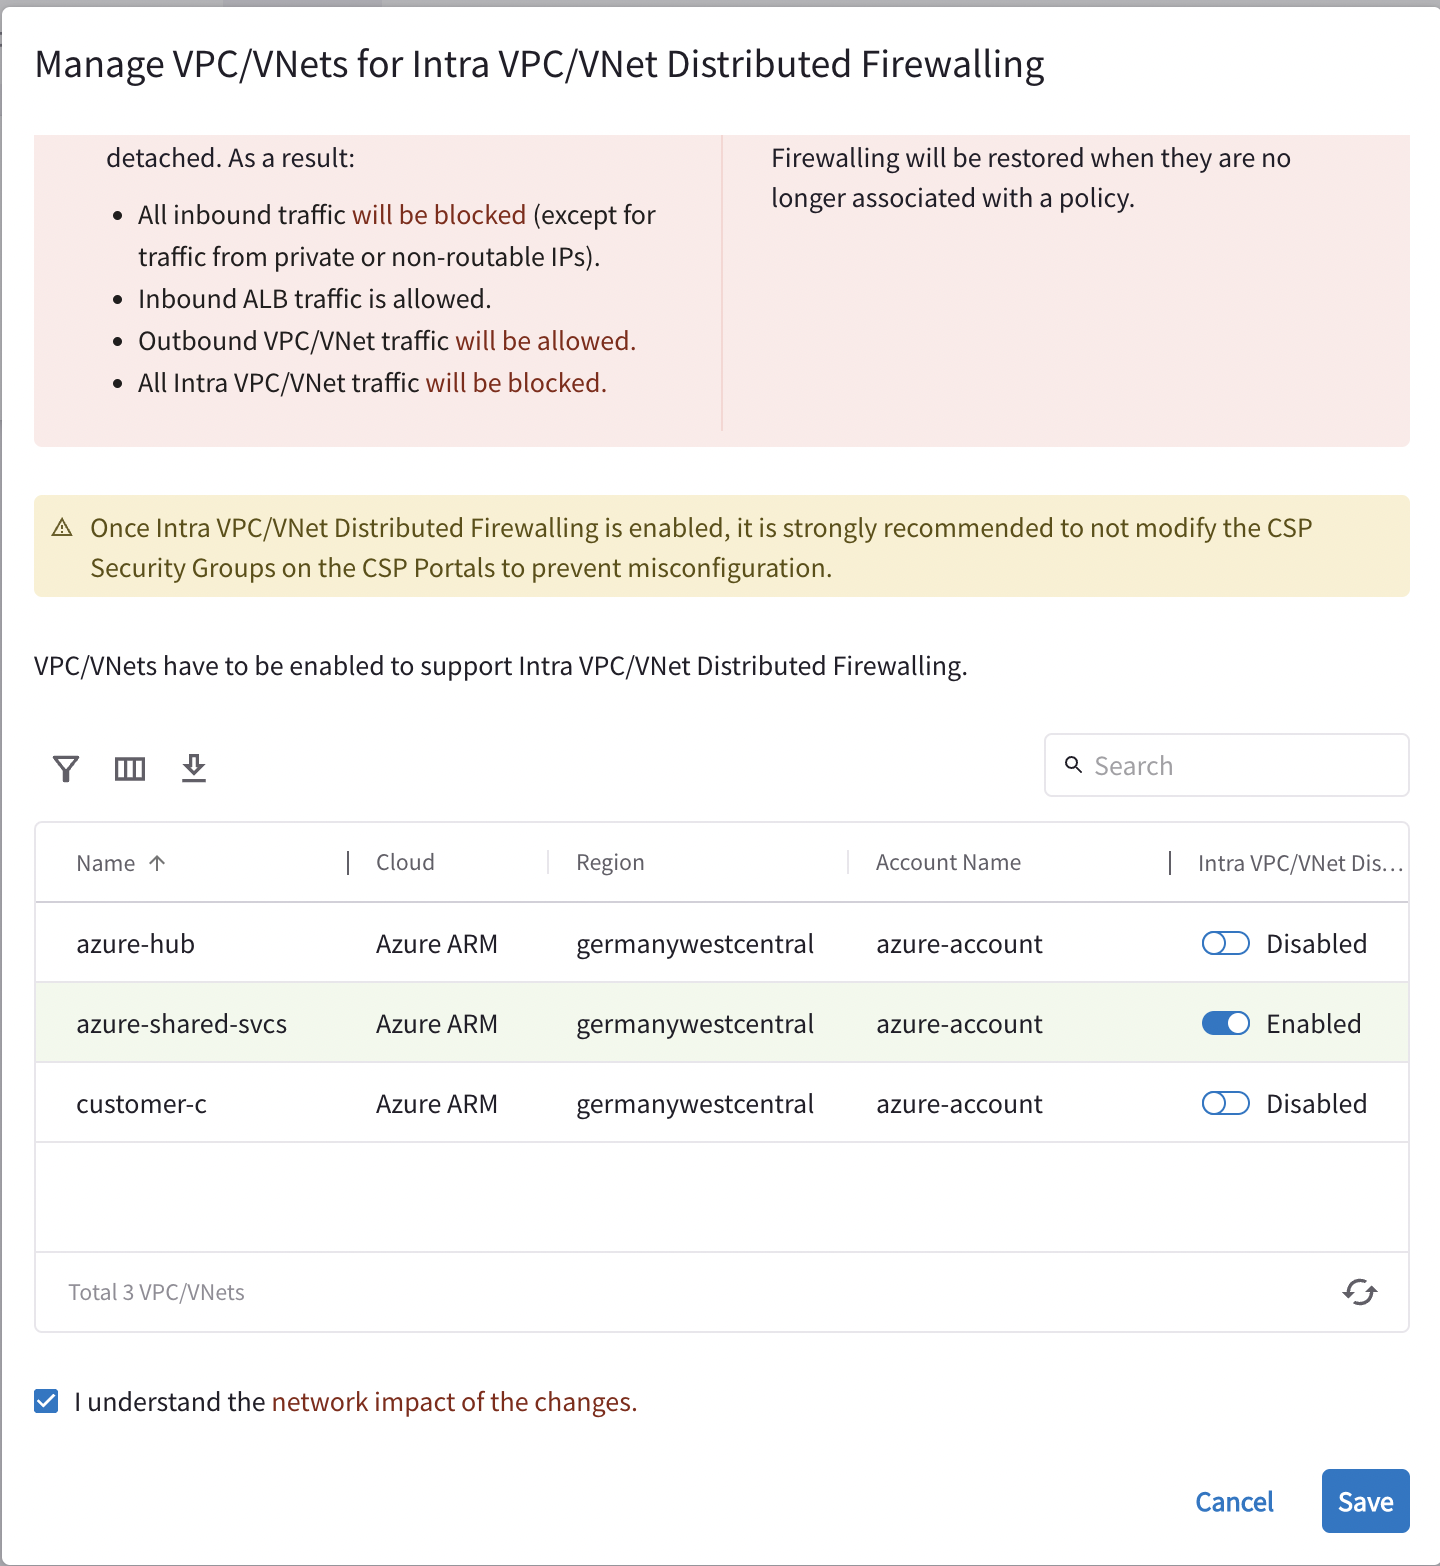 Manage VPC/VNets for Intra VPC/VNet Distributed Firewalling
detached. As a result:
• All inbound traffic will be blocked (except for
traffic from private or non-routable IPs).
• Inbound ALB traffic is allowed.
• Outbound VPC/VNet traffic will be allowed.
• All Intra VPC/VNet traffic will be blocked.
Firewalling will be restored when they are no
longer associated with a policy.
Once Intra VPC/VNet Distributed Firewalling is enabled, it is strongly recommended to not modify the CSP
Security Groups on the CSP Portals to prevent misconfiguration.
VPC/VNets have to be enabled to support Intra VPC/VNet Distributed Firewalling.
Search
Name Cloud Region Account Name Intra VPC/VNet Dis...
azure-hub Azure ARM germanywestcentral azure-account Disabled
azure-shared-svcs Azure ARM germanywestcentral azure-account Enabled
customer-c Azure ARM germanywestcentral azure-account Disabled
Total 3 VPC/VNets
I understand the network impact of the changes.
Cancel Save